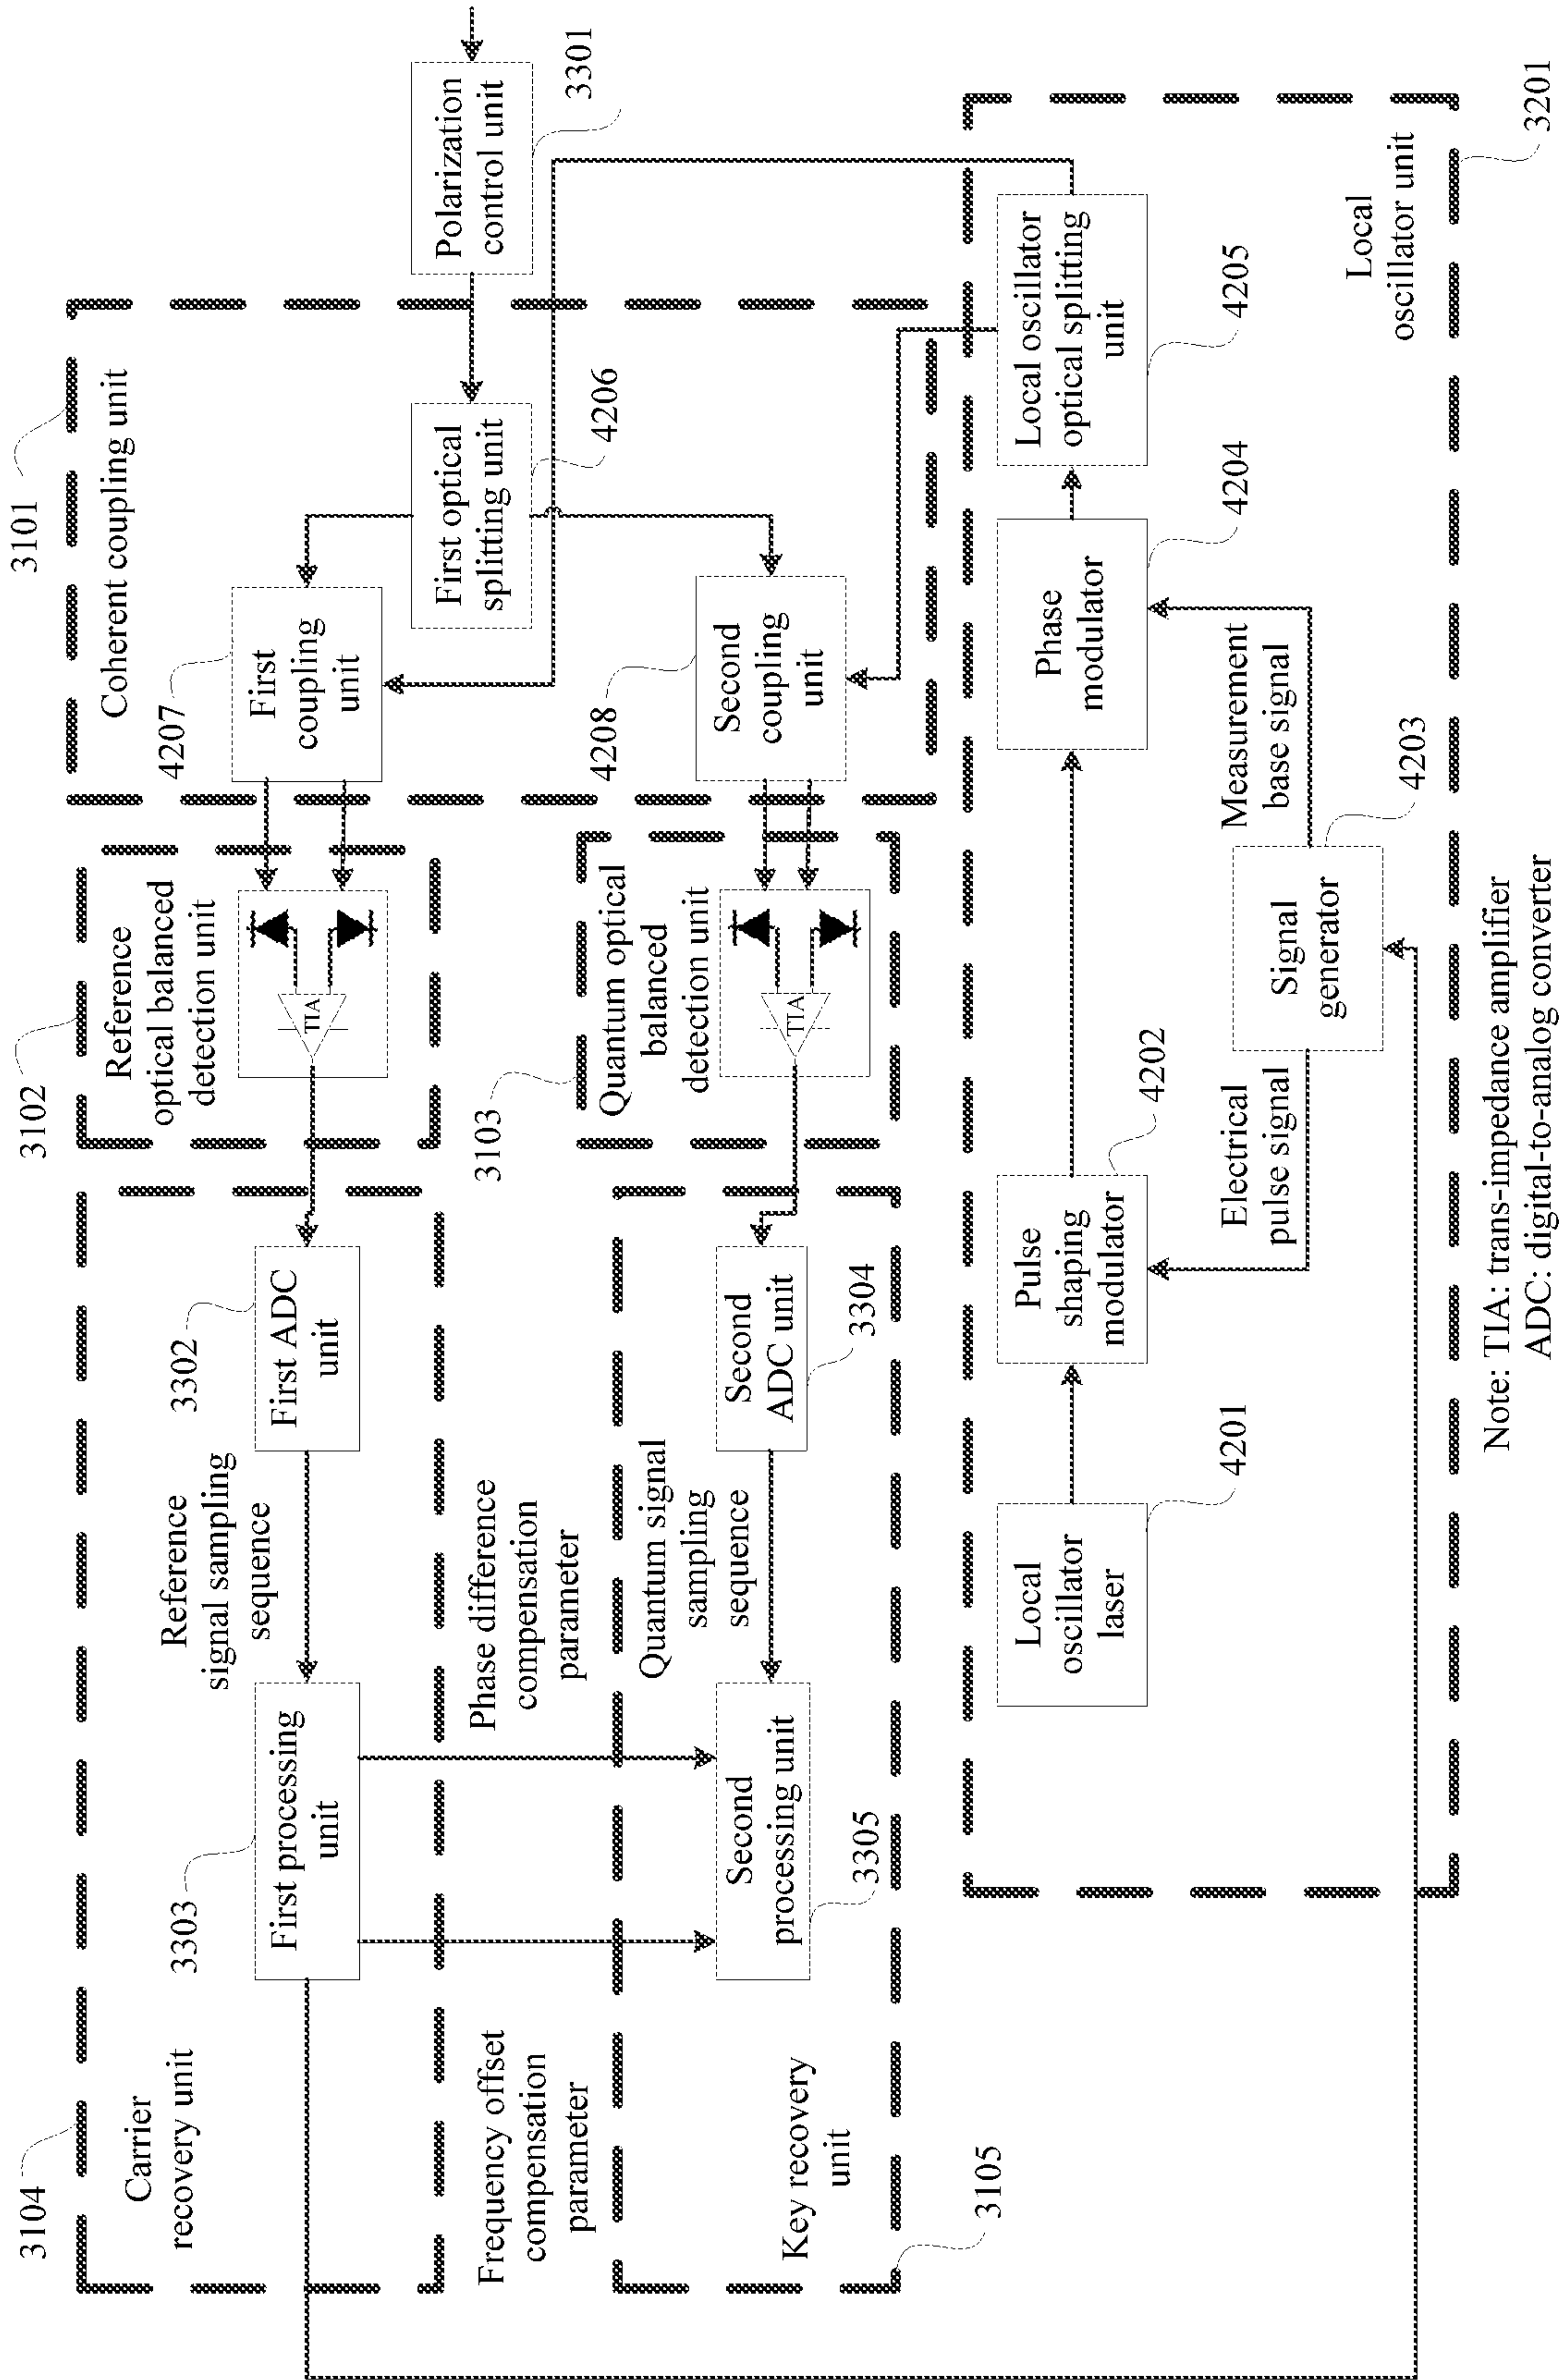 3104
Carrier
recovery unit
3303
First processing
unit
Reference
signal sampling
sequence
3302
First ADC
unit
3102
Reference
optical balanced
detection unit
TIA
3101
Coherent coupling unit
4207
First
coupling
unit
First optical
splitting unit
4206
Polarization
control unit
3301
Frequency offset
compensation
parameter
Phase difference
compensation
parameter
Key recovery
unit
3105
Second
processing unit
3305
Quantum signal
sampling
sequence
Second
ADC unit
3304
3103
Quantum optical
balanced
detection unit
TIA
4208
Second
coupling
unit
Local
oscillator
laser
4201
Pulse
shaping
modulator
4202
Phase
modulator
4204
Local oscillator
optical splitting
unit
4205
Electrical
pulse signal
Signal
generator
4203
Measurement
base signal
Local
oscillator unit
3201
Note: TIA: trans-impedance amplifier
ADC: digital-to-analog converter